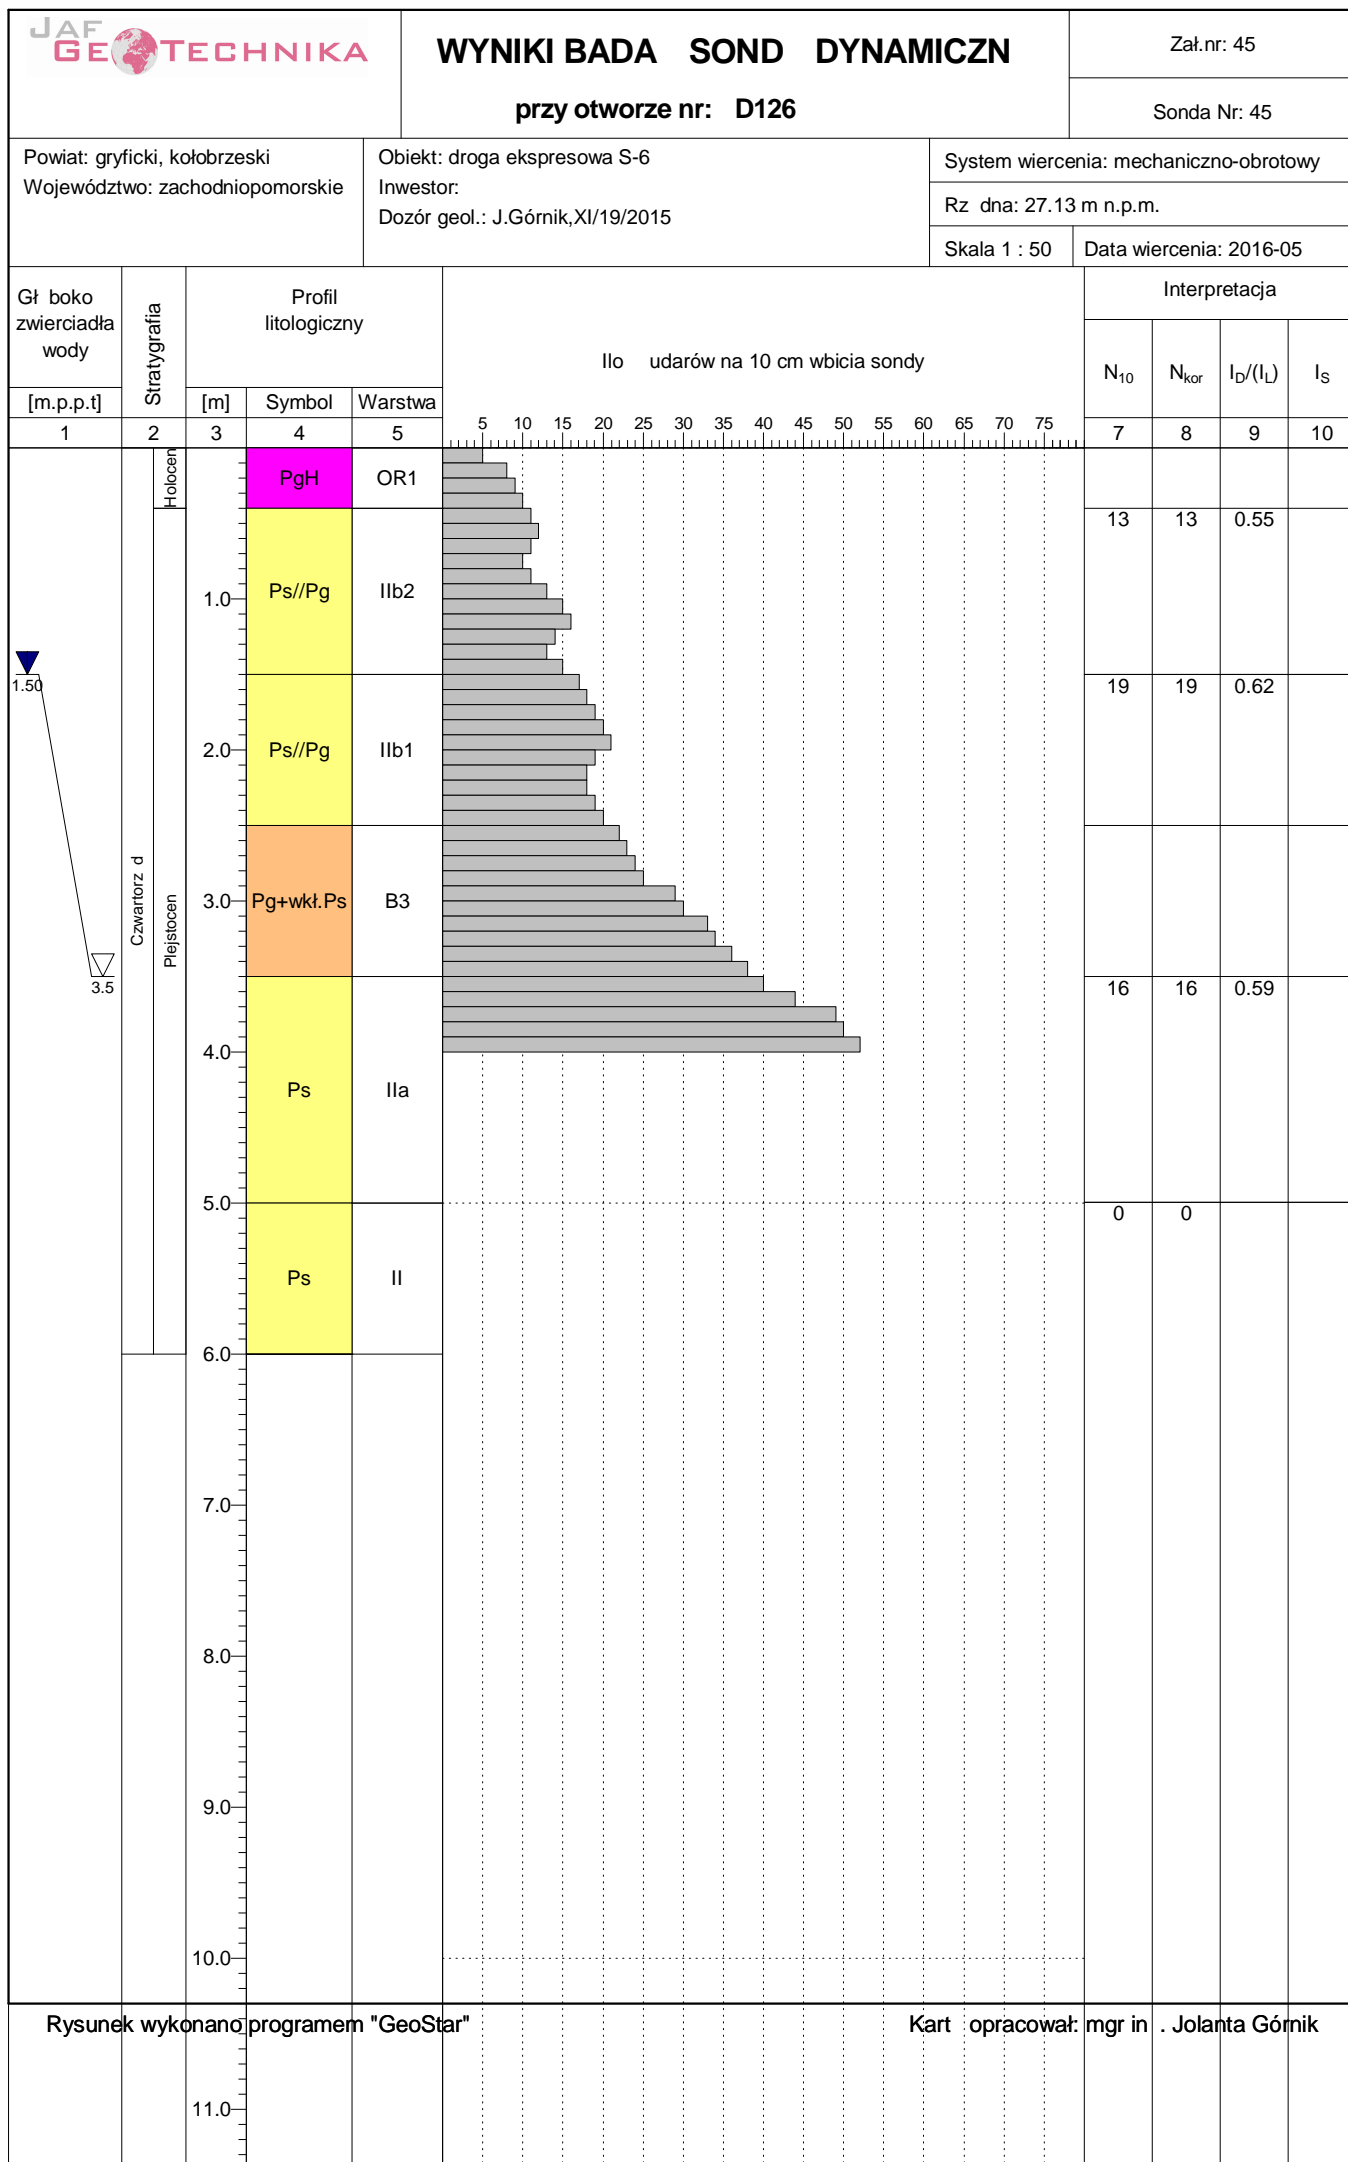 JAF
GEOTECHNIKA
WYNIKI BADA SOND DYNAMICZN
przy otworze nr: D126
Zał.nr: 45
Sonda Nr: 45
Powiat: gryficki, kołobrzeski
Województwo: zachodniopomorskie
Obiekt: droga ekspresowa S-6
Inwestor:
Dozór geol.: J.Górnik,XI/19/2015
System wiercenia: mechaniczno-obrotowy
Rz dna: 27.13 m n.p.m.
Skala 1 : 50
Data wiercenia: 2016-05
Gł boko
zwierciadła
wody
[m.p.p.t]
Stratygrafia
Profil
litologiczny
[m] Symbol Warstwa
Ilo udarów na 10 cm wbicia sondy
Interpretacja
N10 Nkor ID/(IL) IS
1 2 3 4 5
5 10 15 20 25 30 35 40 45 50 55 60 65 70 75
7 8 9 10
Holocen
PgH OR1
13 13 0.55
Ps//Pg IIb2
1.0
1.50
19 19 0.62
2.0
Ps//Pg IIb1
Czwartorz d
Plejstocen
3.0
Pg+wkł.Ps B3
3.5
16 16 0.59
4.0
Ps IIa
5.0
0 0
Ps II
6.0
7.0
8.0
9.0
10.0
Rysunek wykonano programem "GeoStar"
Kart opracował: mgr in . Jolanta Górnik
11.0